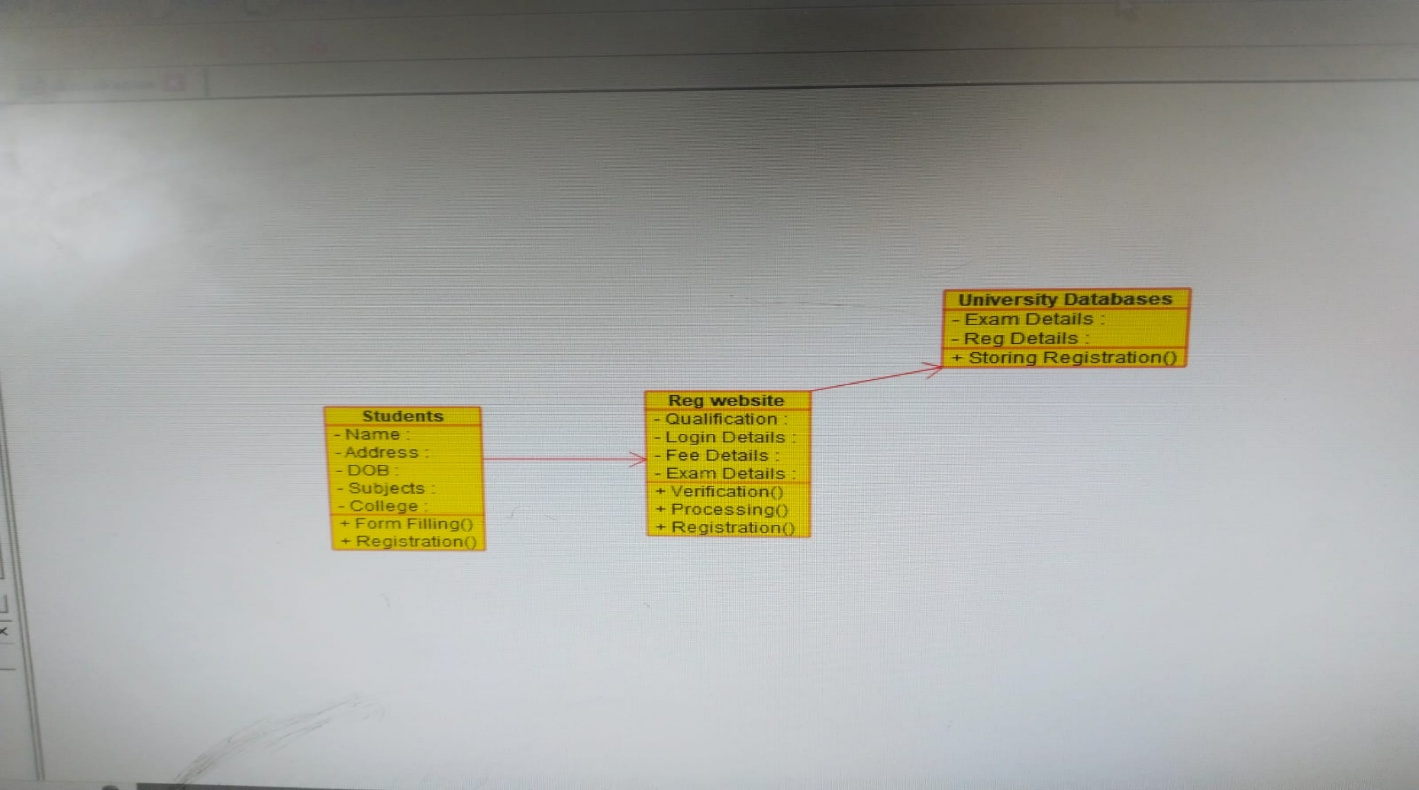 Students
- Name :
- Address :
- DOB :
- Subjects :
- College :
+ Form Filling()
+ Registration()
Reg website
- Qualification :
- Login Details :
- Fee Details :
- Exam Details :
+ Verification()
+ Processing()
+ Registration()
University Databases
- Exam Details :
- Reg Details :
+ Storing Registration()